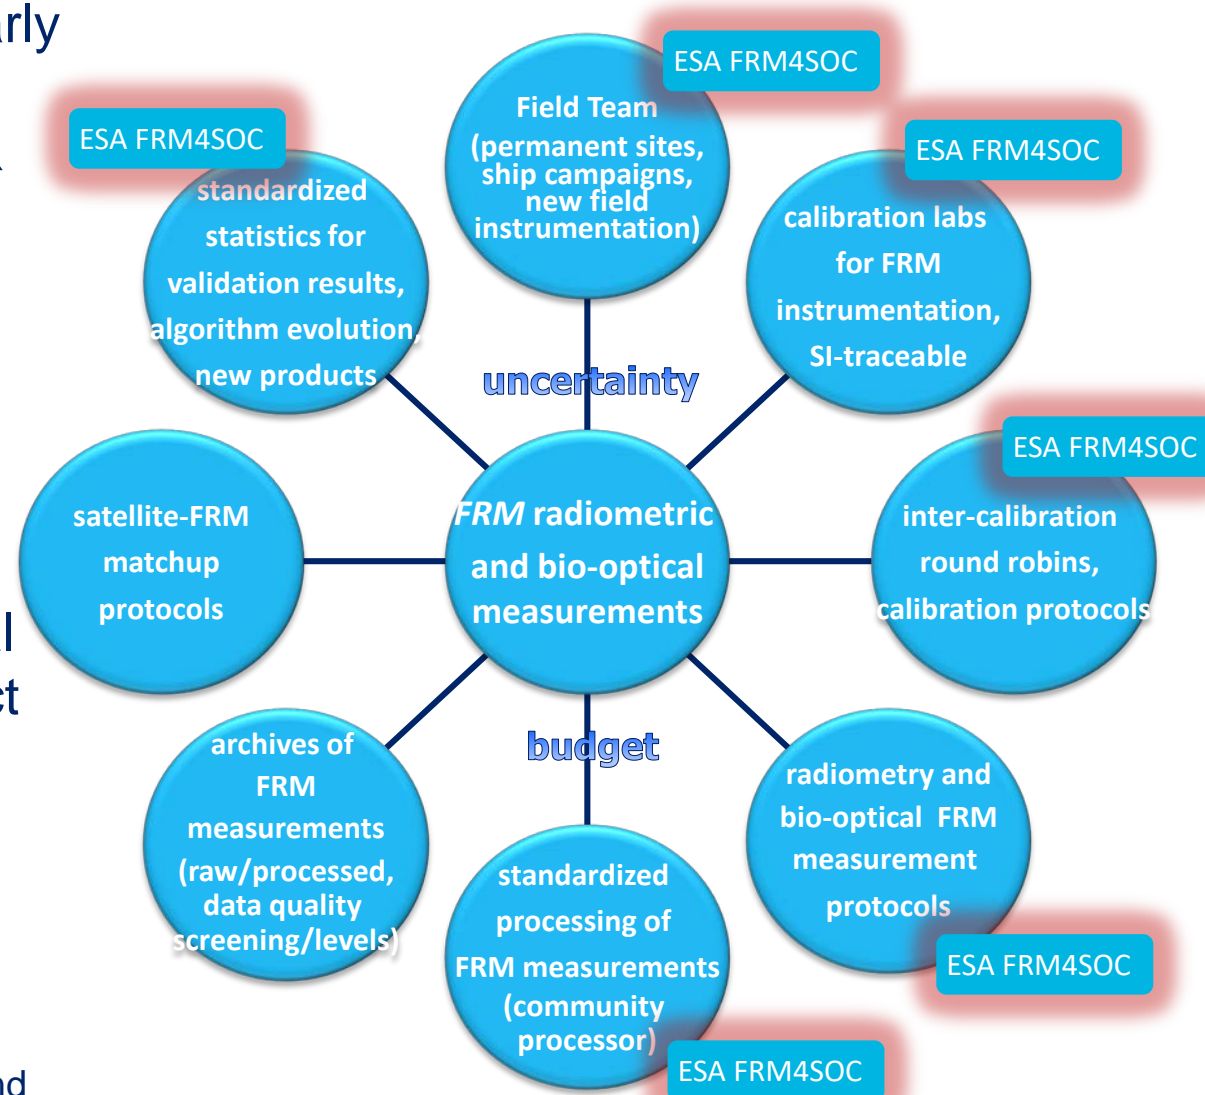 arly
ESA FRM4SOC
Field Team
(permanent sites,
ship campaigns,
new field
instrumentation)
ESA FRM4SOC
calibration labs
for FRM
instrumentation,
SI-traceable
ESA FRM4SOC
standardized
statistics for
validation results,
algorithm evolution,
new products
uncertainty
ESA FRM4SOC
inter-calibration
round robins,
calibration protocols
FRM radiometric
and bio-optical
measurements
satellite-FRM
matchup
protocols
al
ct
budget
radiometry and
bio-optical FRM
measurement
protocols
ESA FRM4SOC
archives of
FRM
measurements
(raw/processed,
data quality
screening/levels)
standardized
processing of
FRM measurements
(community
processor)
ESA FRM4SOC
nd